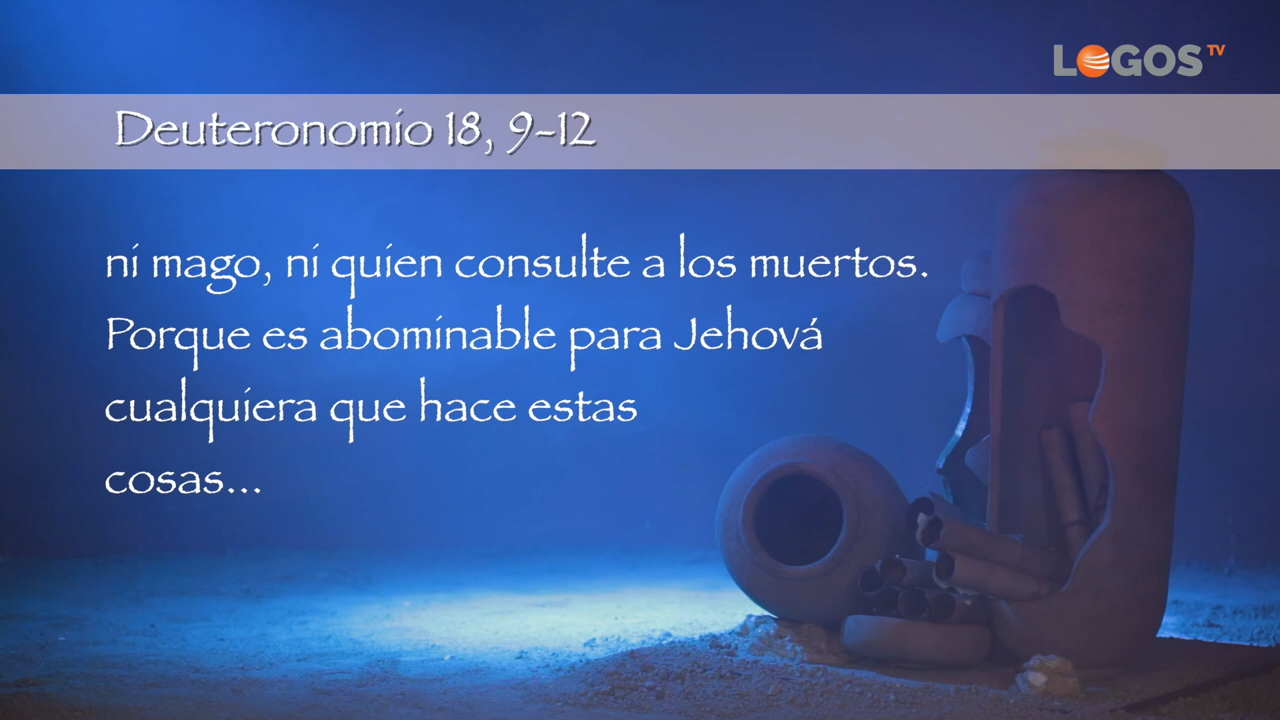 LOGOS TV
Deuteronomio 18, 9-12
ni mago, ni quien consulte a los muertos.
Porque es abominable para Jehová
cualquiera que hace estas
cosas...